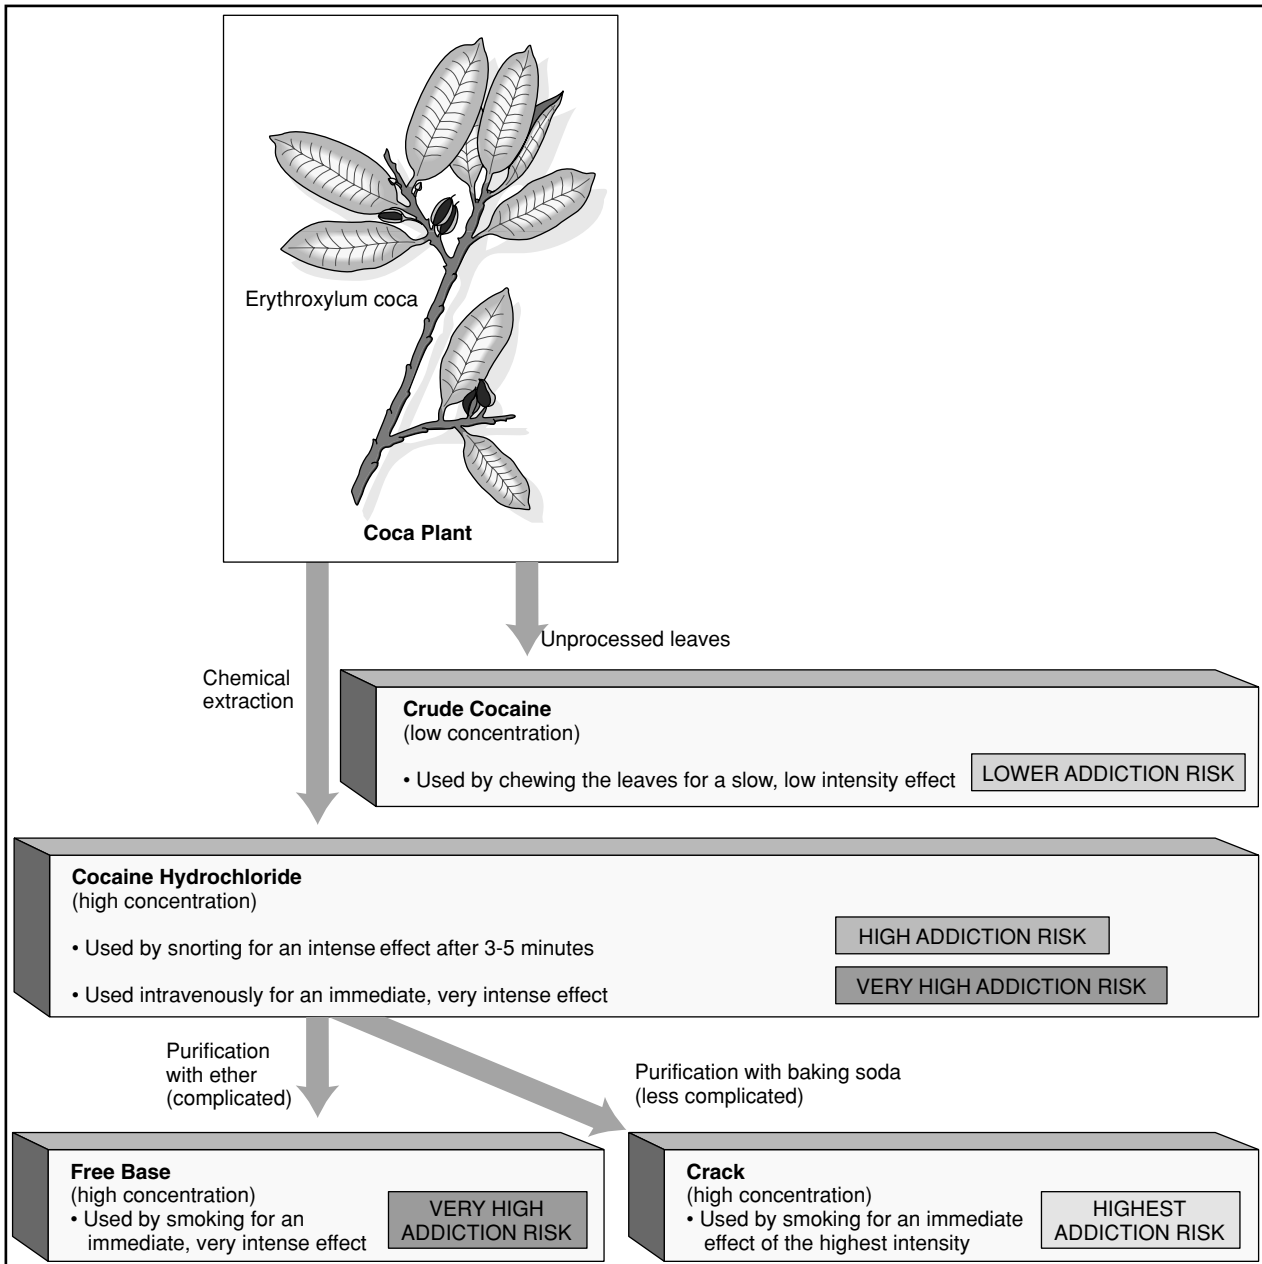 Erythroxylum coca
Coca Plant
Unprocessed leaves
Chemical
extraction
Crude Cocaine
(low concentration)
• Used by chewing the leaves for a slow, low intensity effect
LOWER ADDICTION RISK
Cocaine Hydrochloride
(high concentration)
• Used by snorting for an intense effect after 3-5 minutes
HIGH ADDICTION RISK
• Used intravenously for an immediate, very intense effect
VERY HIGH ADDICTION RISK
Purification
with ether
(complicated)
Purification with baking soda
(less complicated)
Free Base
(high concentration)
• Used by smoking for an
immediate, very intense effect
VERY HIGH
ADDICTION RISK
Crack
(high concentration)
• Used by smoking for an immediate
effect of the highest intensity
HIGHEST
ADDICTION RISK